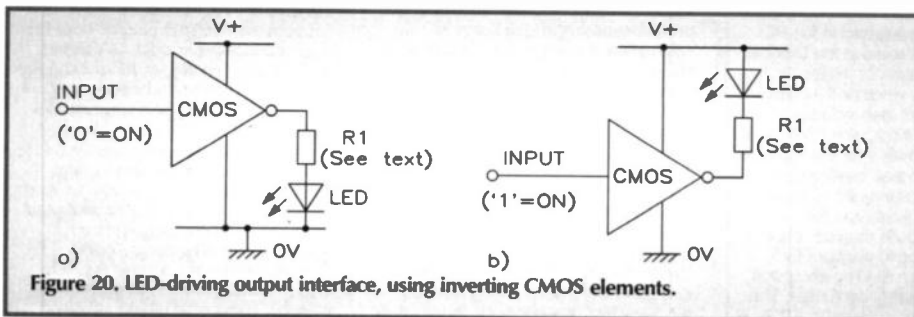 V+
INPUT
('0'=ON)
CMOS
R1
(See text)
LED
0V
a)
V+
LED
R1
(See text)
INPUT
('1'=ON)
CMOS
0V
b)
Figure 20. LED-driving output interface, using inverting CMOS elements.